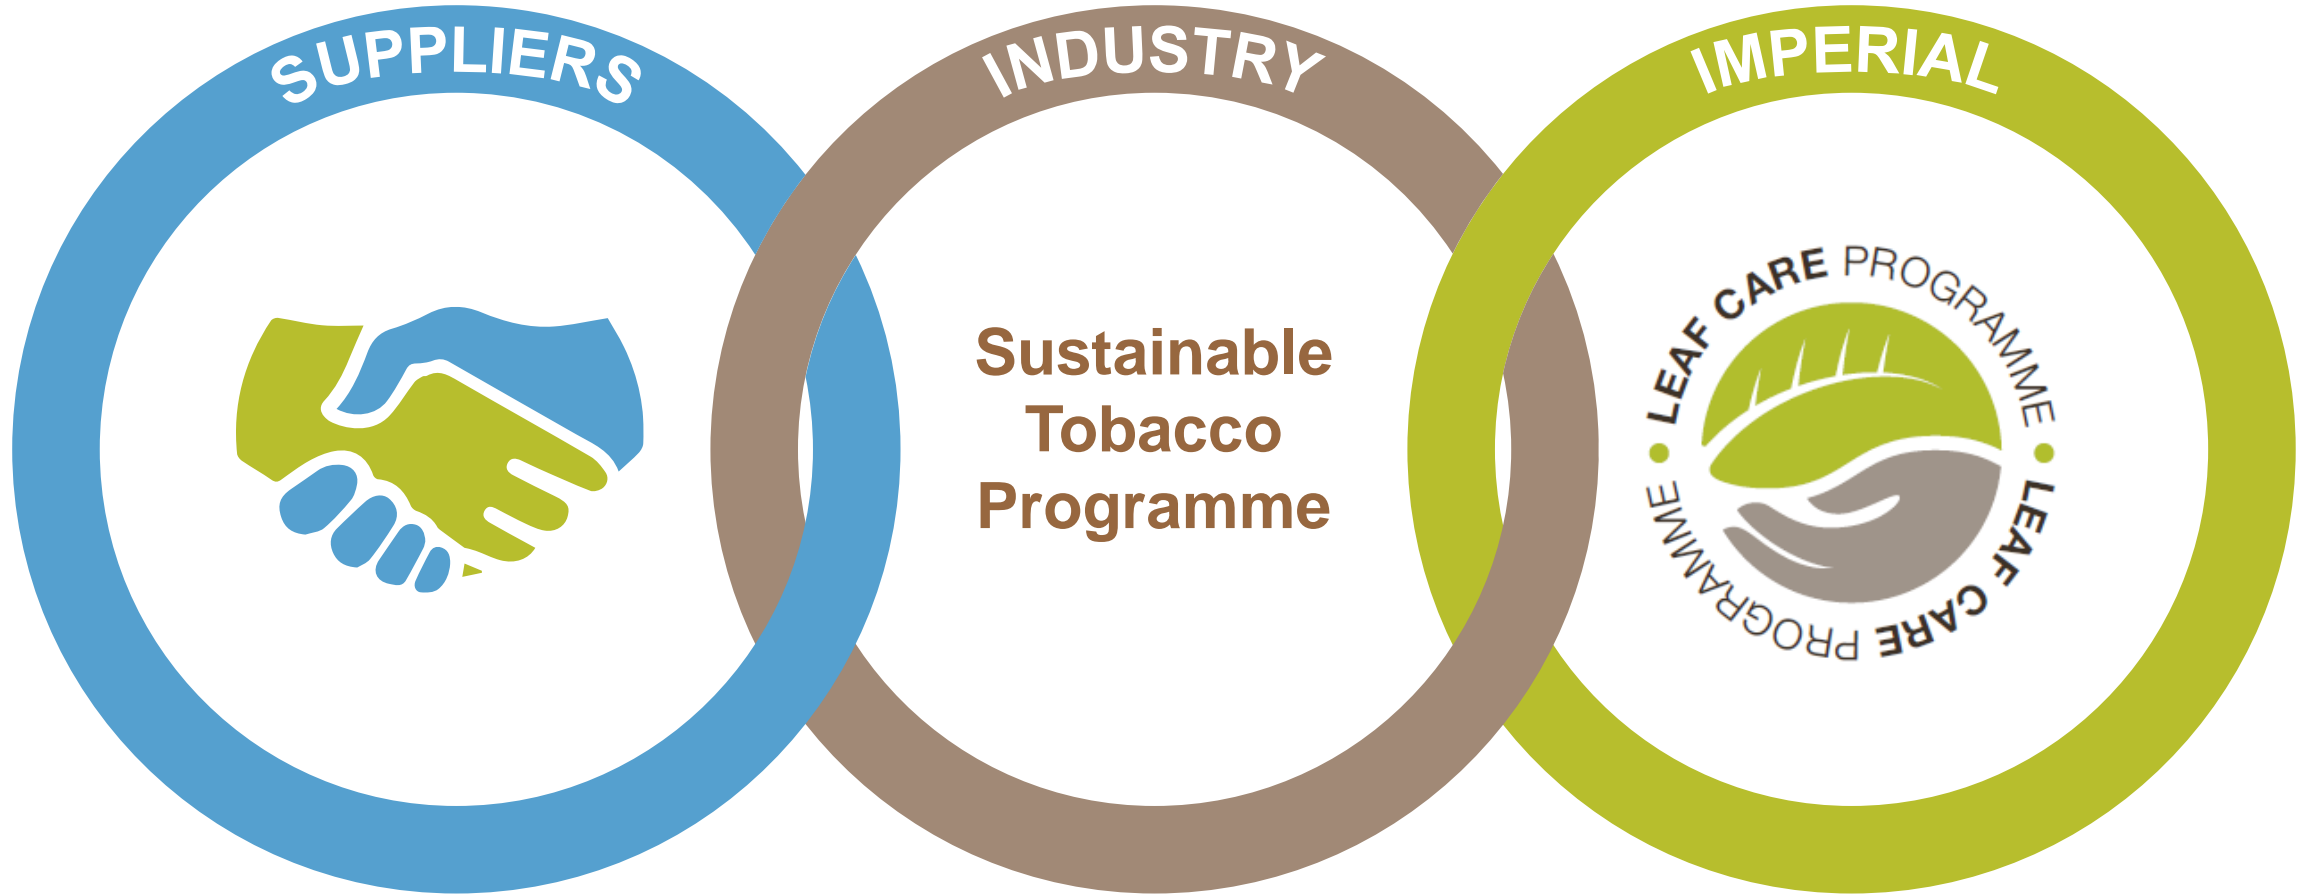 SUPPLIERS
INDUSTRY
IMPERIAL
Sustainable
Tobacco
Programme
LEAF CARE PROGRAMME • LEAF CARE PROGRAMME •